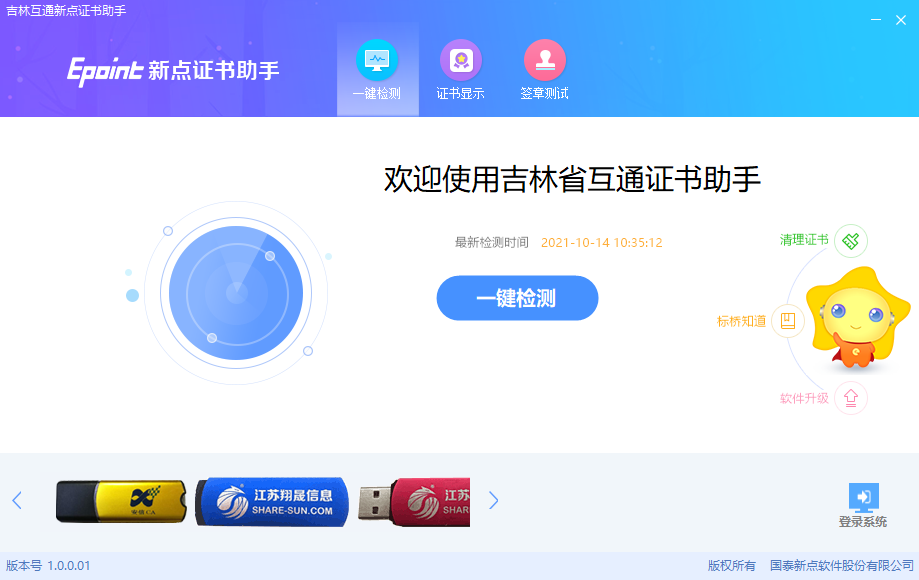 吉林互通新点证书助手
Epoint 新点证书助手
一键检测
证书显示
签章测试
欢迎使用吉林省互通证书助手
最新检测时间 2021-10-14 10:35:12
一键检测
清理证书
标桥知道
软件升级
江苏翔晟信息
SHARE-SUN.COM
江苏
SHARE
登录系统
版本号 1.0.0.01
版权所有 国泰新点软件股份有限公司